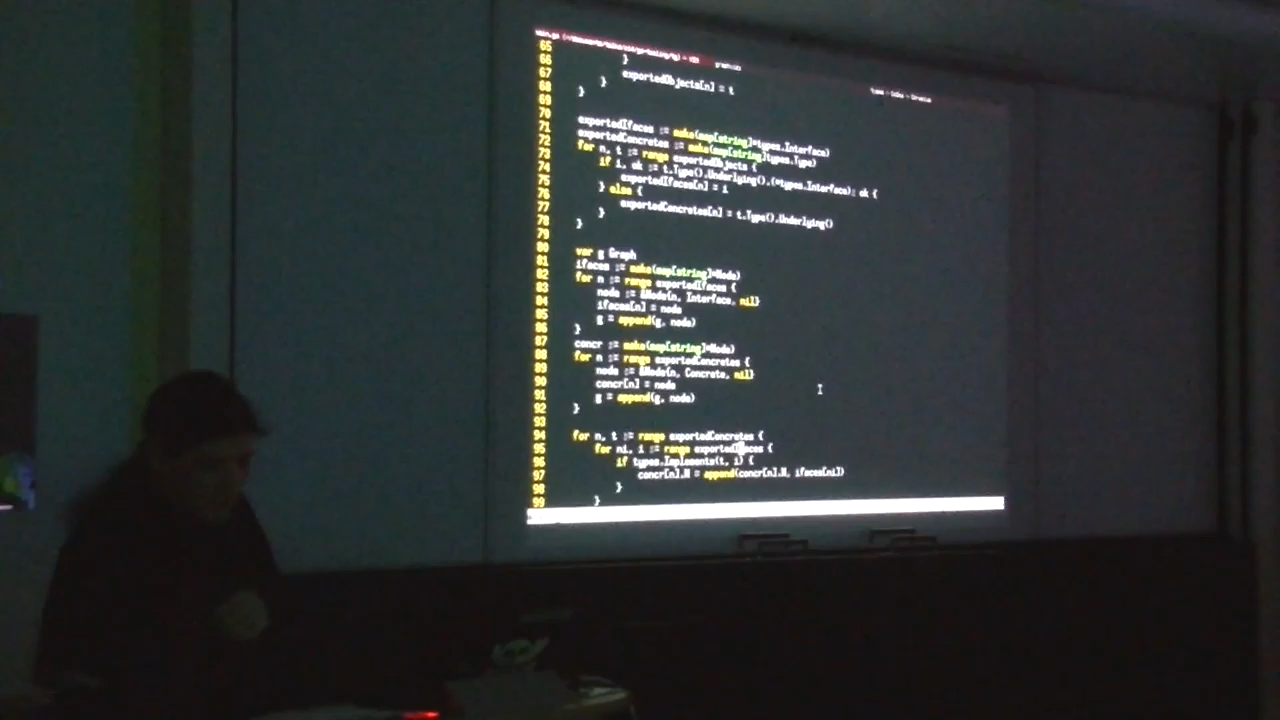 65
66 }
67 exportedObjects[n] = t
68 }
69 }
70
71 exportedIfaces := make(map[string]*types.Interface)
72 exportedConcretes := make(map[string]types.Type)
73 for n, t := range exportedObjects {
74 if i, ok := t.Type().Underlying().(*types.Interface); ok {
75 exportedIfaces[n] = i
76 } else {
77 exportedConcretes[n] = t.Type().Underlying()
78 }
79 }
80
81 var g Graph
82 ifaces := make(map[string]*Node)
83 for n := range exportedIfaces {
84 node := &Node{n, Interface, nil}
85 ifaces[n] = node
86 g = append(g, node)
87 }
88 concr := make(map[string]*Node)
89 for n := range exportedConcretes {
90 node := &Node{n, Concrete, nil}
91 concr[n] = node
92 g = append(g, node)
93 }
94 for n, t := range exportedConcretes {
95 for ni, i := range exportedIfaces {
96 if types.Implements(t, i) {
97 concr[n].N = append(concr[n].N, ifaces[ni])
98 }
99 }